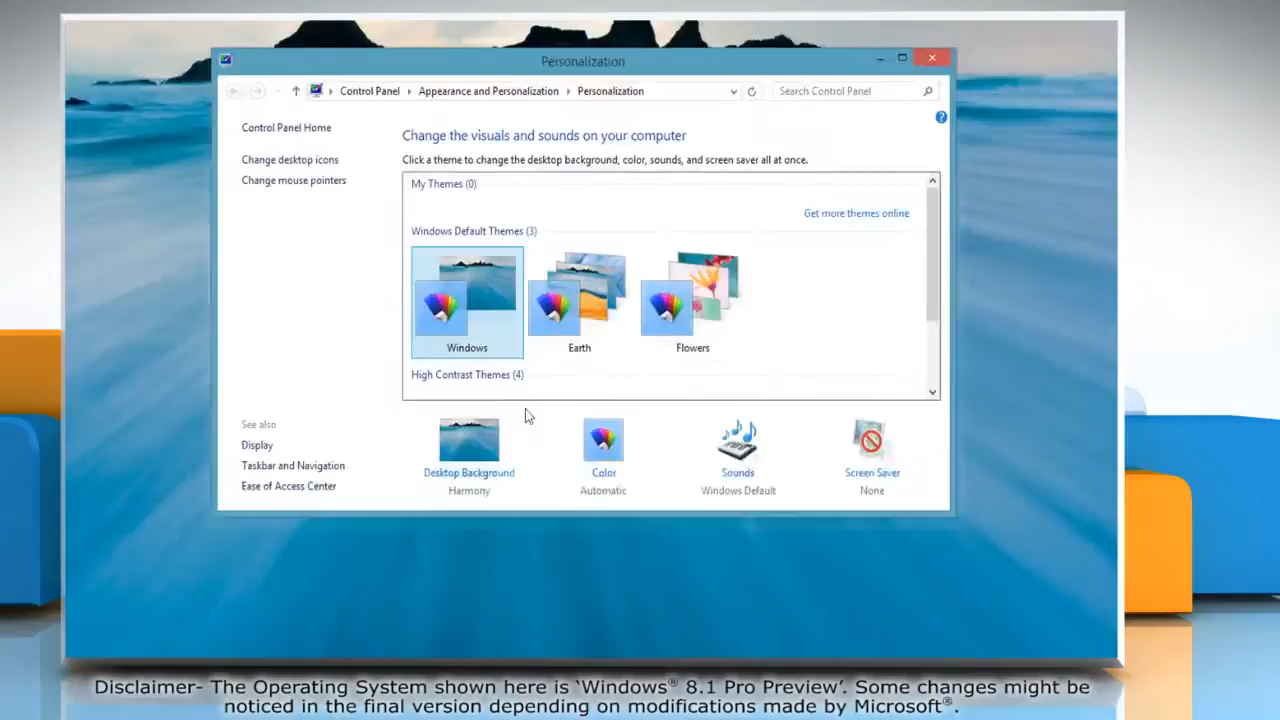 Personalization
Control Panel
Appearance and Personalization
Personalization
Search Control Panel
Control Panel Home
Change desktop icons
Change mouse pointers
Change the visuals and sounds on your computer
Click a theme to change the desktop background, color, sounds, and screen saver all at once.
My Themes (0)
Get more themes online
Windows Default Themes (3)
Windows
Earth
Flowers
High Contrast Themes (4)
See also
Display
Taskbar and Navigation
Ease of Access Center
Desktop Background
Harmony
Color
Automatic
Sounds
Windows Default
Screen Saver
None
Disclaimer- The Operating System shown here is ‘Windows® 8.1 Pro Preview’. Some changes might be
noticed in the final version depending on modifications made by Microsoft®.